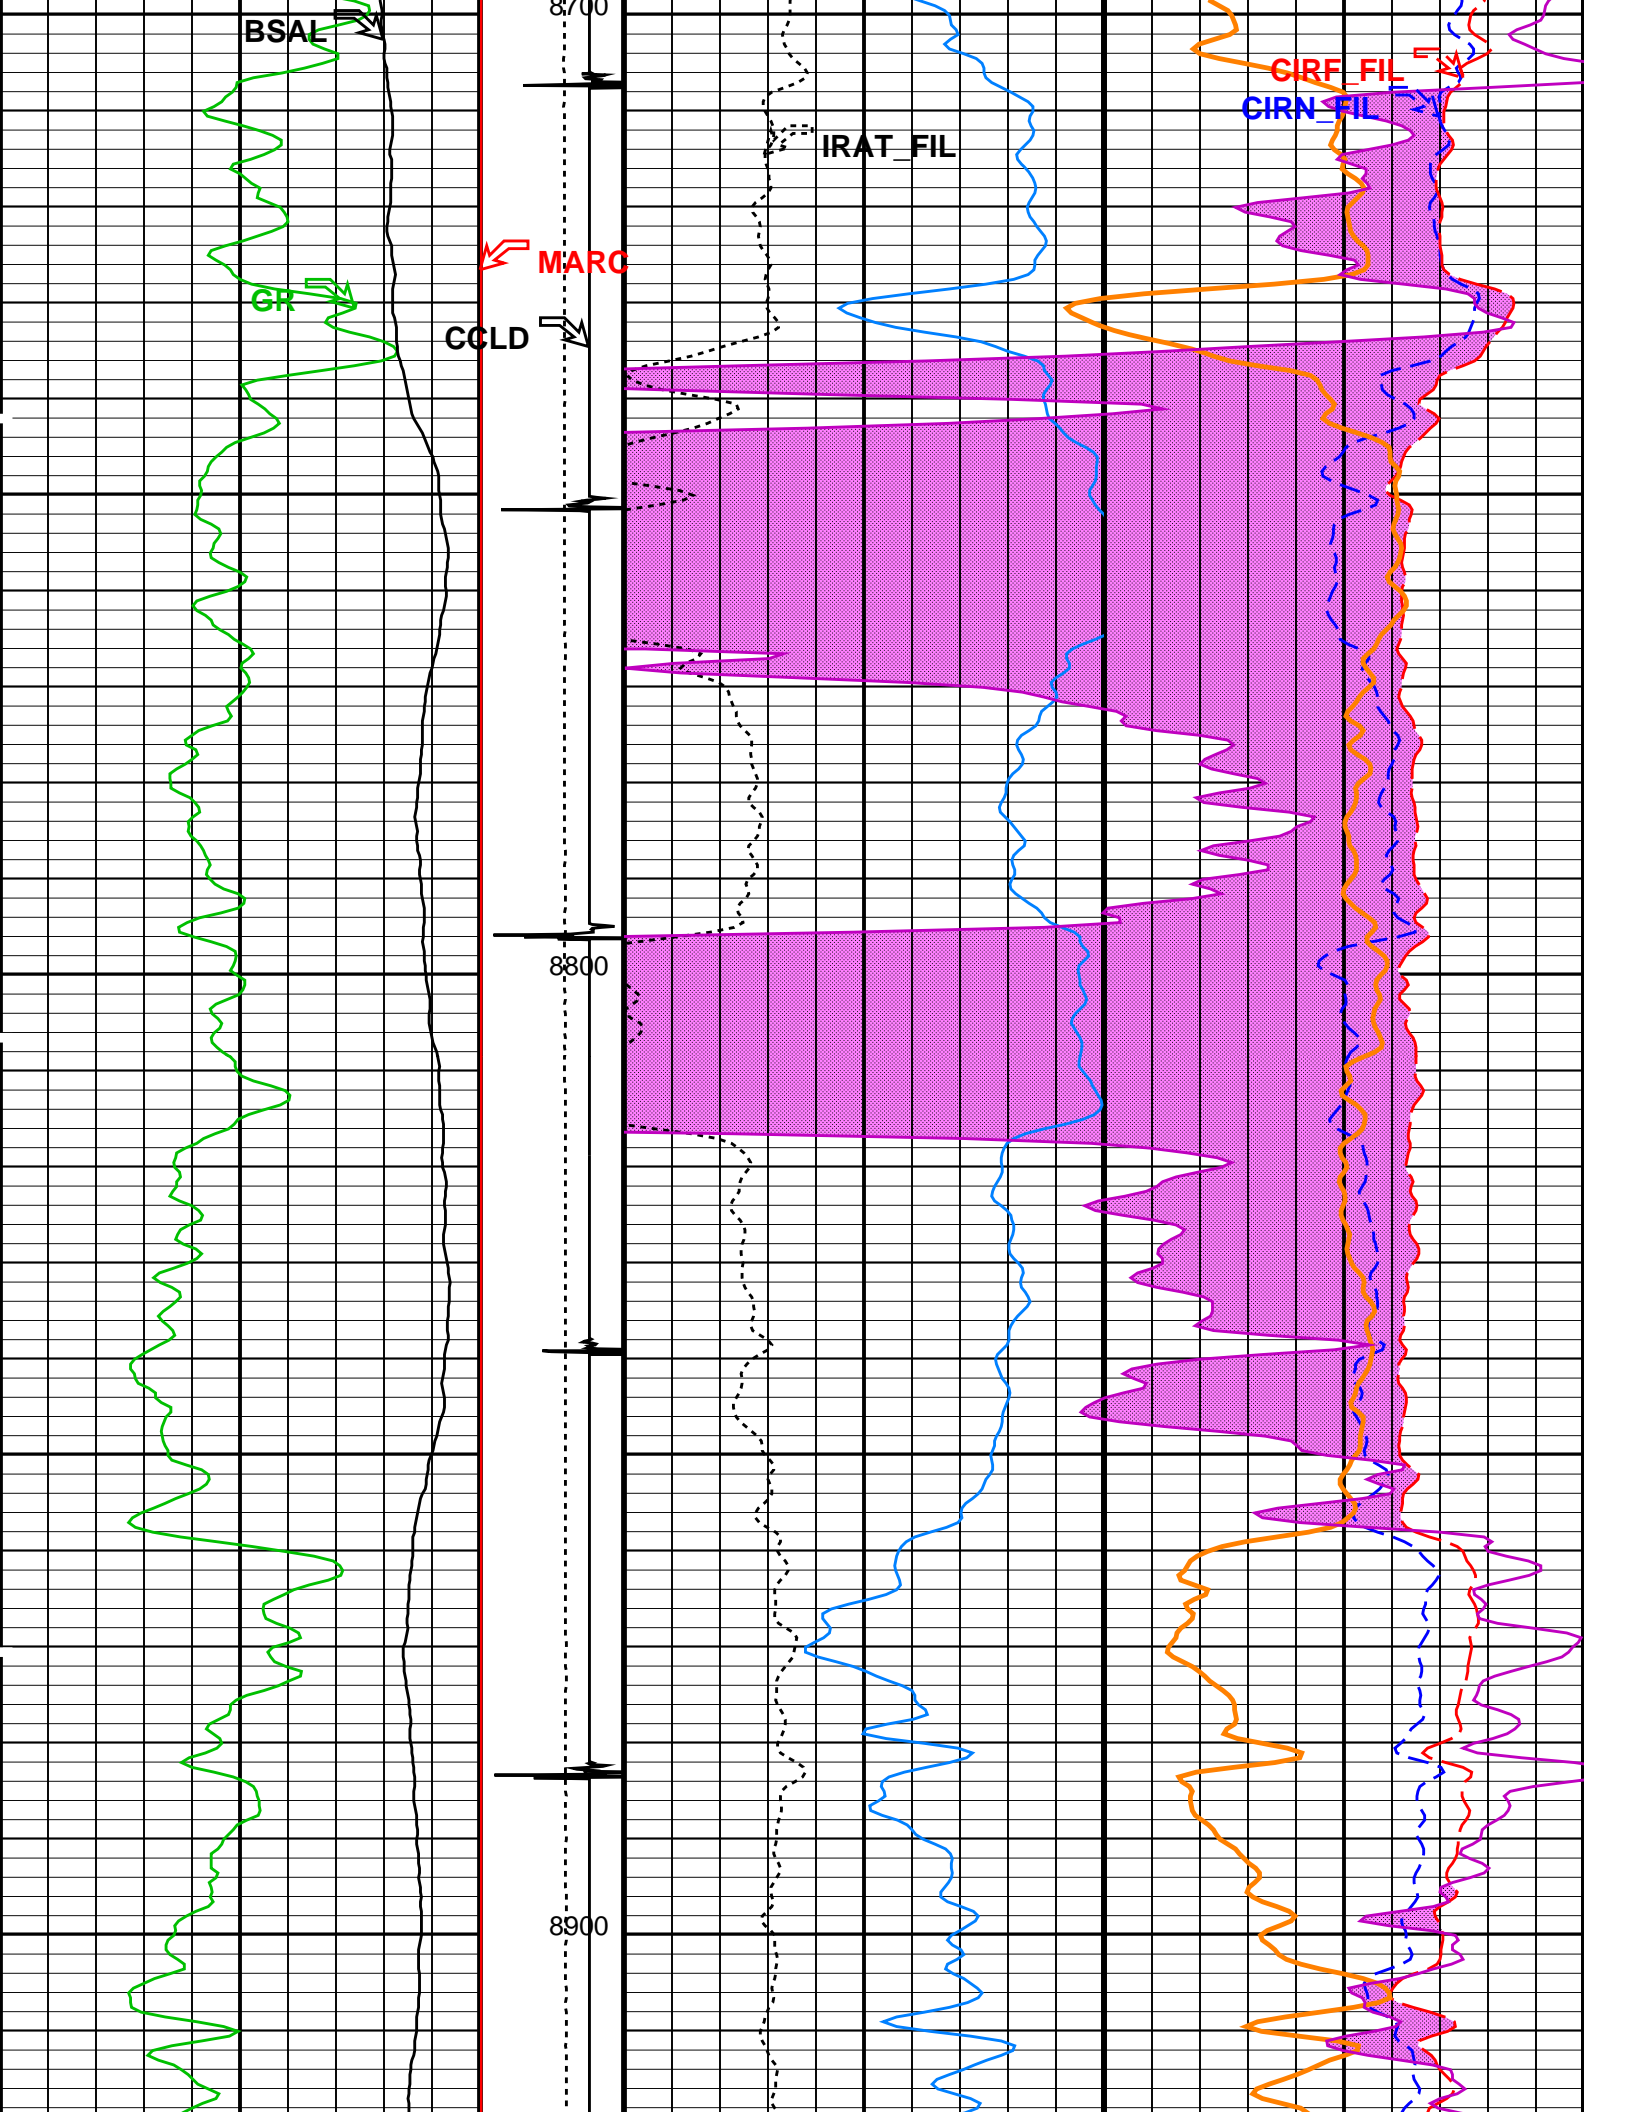 8700
BSAL
CIRF_FIL
CIRN_FIL
IRAT_FIL
MARC
GR
CCLD
8800
8900